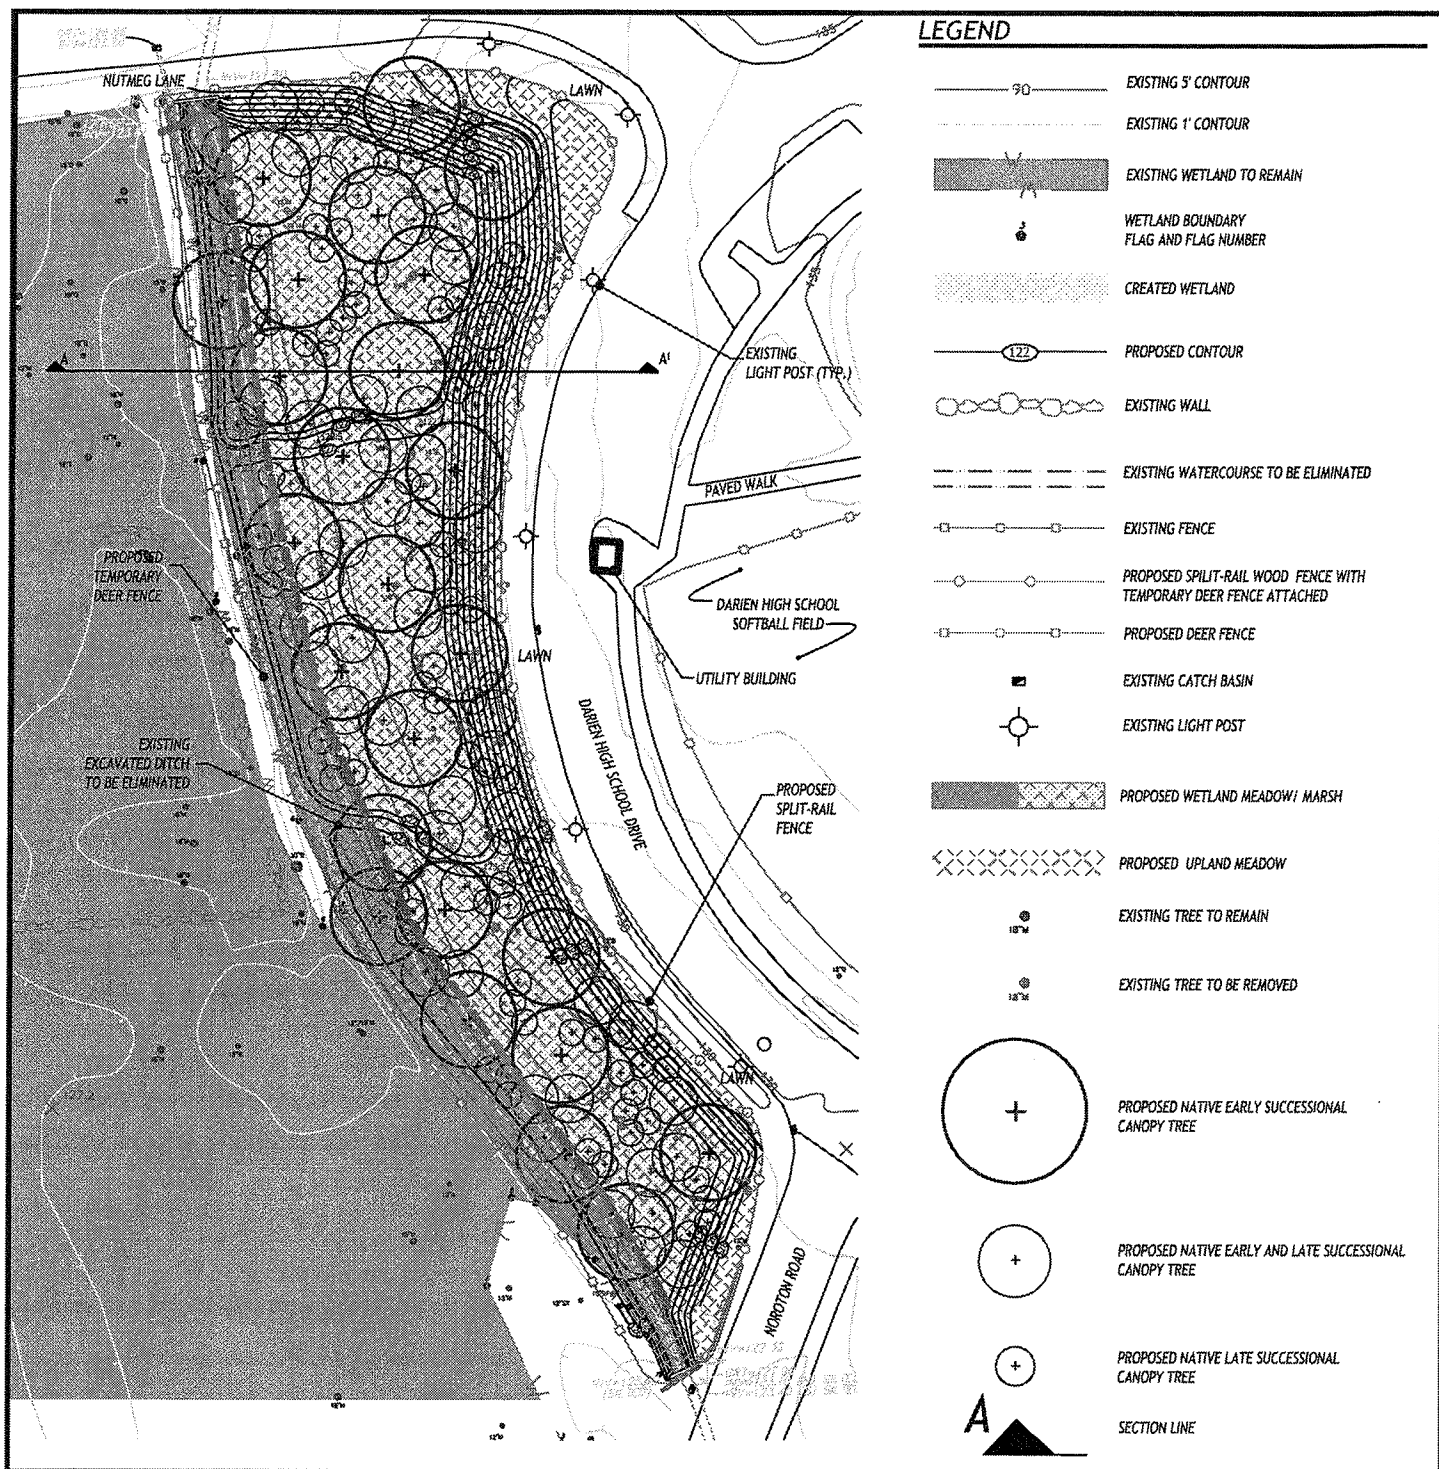 LEGEND
NUTMEG LANE
LAWN
EXISTING
LIGHT POST (TYP.)
A
A'
PAVED WALK
PROPOSED
TEMPORARY
DEER FENCE
DARIEN HIGH SCHOOL
SOFTBALL FIELD
LAWN
UTILITY BUILDING
EXISTING
EXCAVATED DITCH
TO BE ELIMINATED
DARIEN HIGH SCHOOL DRIVE
PROPOSED
SPLIT-RAIL
FENCE
LAWN
NOROTON ROAD
90
EXISTING 5' CONTOUR
EXISTING 1' CONTOUR
EXISTING WETLAND TO REMAIN
WETLAND BOUNDARY
FLAG AND FLAG NUMBER
CREATED WETLAND
122
PROPOSED CONTOUR
EXISTING WALL
EXISTING WATERCOURSE TO BE ELIMINATED
EXISTING FENCE
PROPOSED SPILIT-RAIL WOOD FENCE WITH
TEMPORARY DEER FENCE ATTACHED
PROPOSED DEER FENCE
EXISTING CATCH BASIN
EXISTING LIGHT POST
PROPOSED WETLAND MEADOW/ MARSH
PROPOSED UPLAND MEADOW
18"M
EXISTING TREE TO REMAIN
18"M
EXISTING TREE TO BE REMOVED
PROPOSED NATIVE EARLY SUCCESSIONAL
CANOPY TREE
PROPOSED NATIVE EARLY AND LATE SUCCESSIONAL
CANOPY TREE
PROPOSED NATIVE LATE SUCCESSIONAL
CANOPY TREE
A
SECTION LINE